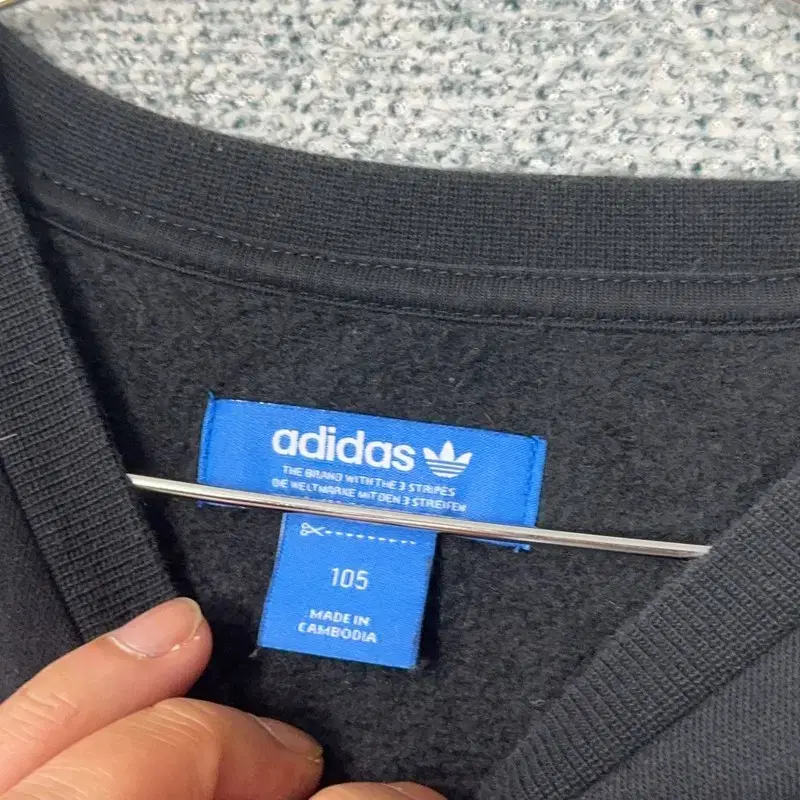 adidas
THE BRAND WITH THE 3 STRIPES
DIE WELTMARKE MIT DEN 3 STREIFEN
105
MADE IN
CAMBODIA